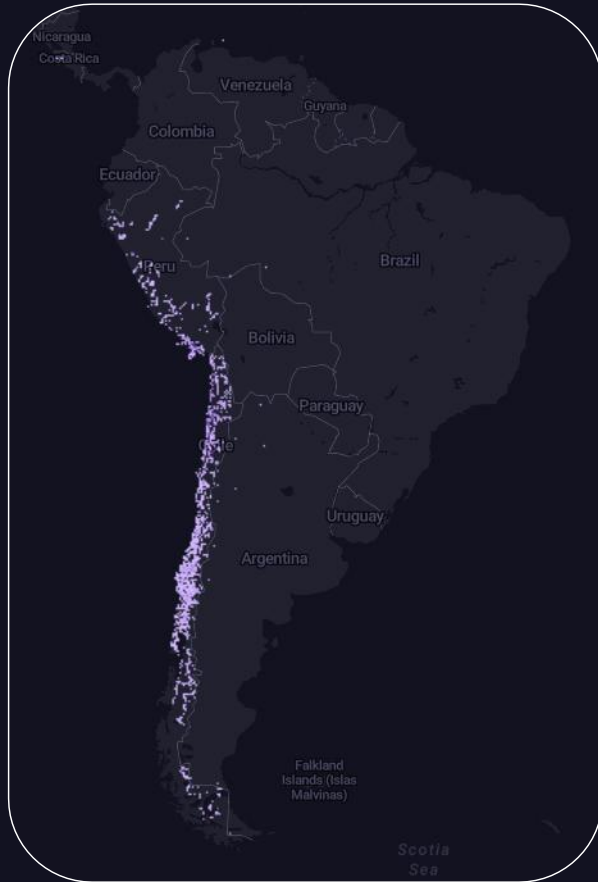 Nicaragua
Costa Rica
Venezuela
Guyana
Colombia
Ecuador
Peru
Brazil
Bolivia
Paraguay
Chile
Uruguay
Argentina
Falkland
Islands (Islas
Malvinas)
Scotia
Sea